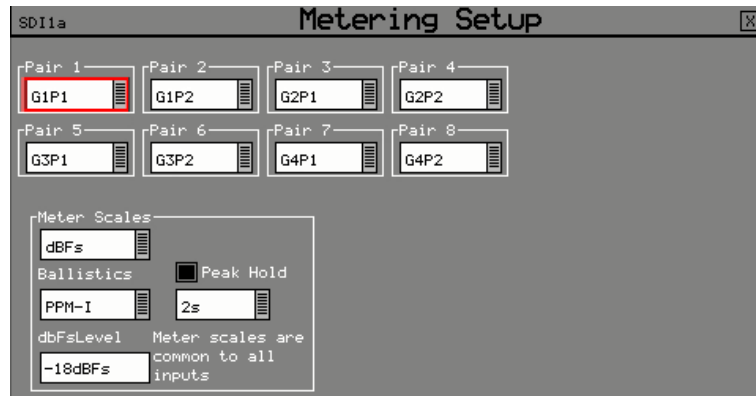 SDI1a
Metering Setup
X
Pair 1 Pair 2 Pair 3 Pair 4
G1P1 G1P2 G2P1 G2P2
Pair 5 Pair 6 Pair 7 Pair 8
G3P1 G3P2 G4P1 G4P2
Meter Scales
dBFs
Ballistics Peak Hold
PPM-I 2s
dbFsLevel
-18dBFs
Meter scales are
common to all
inputs